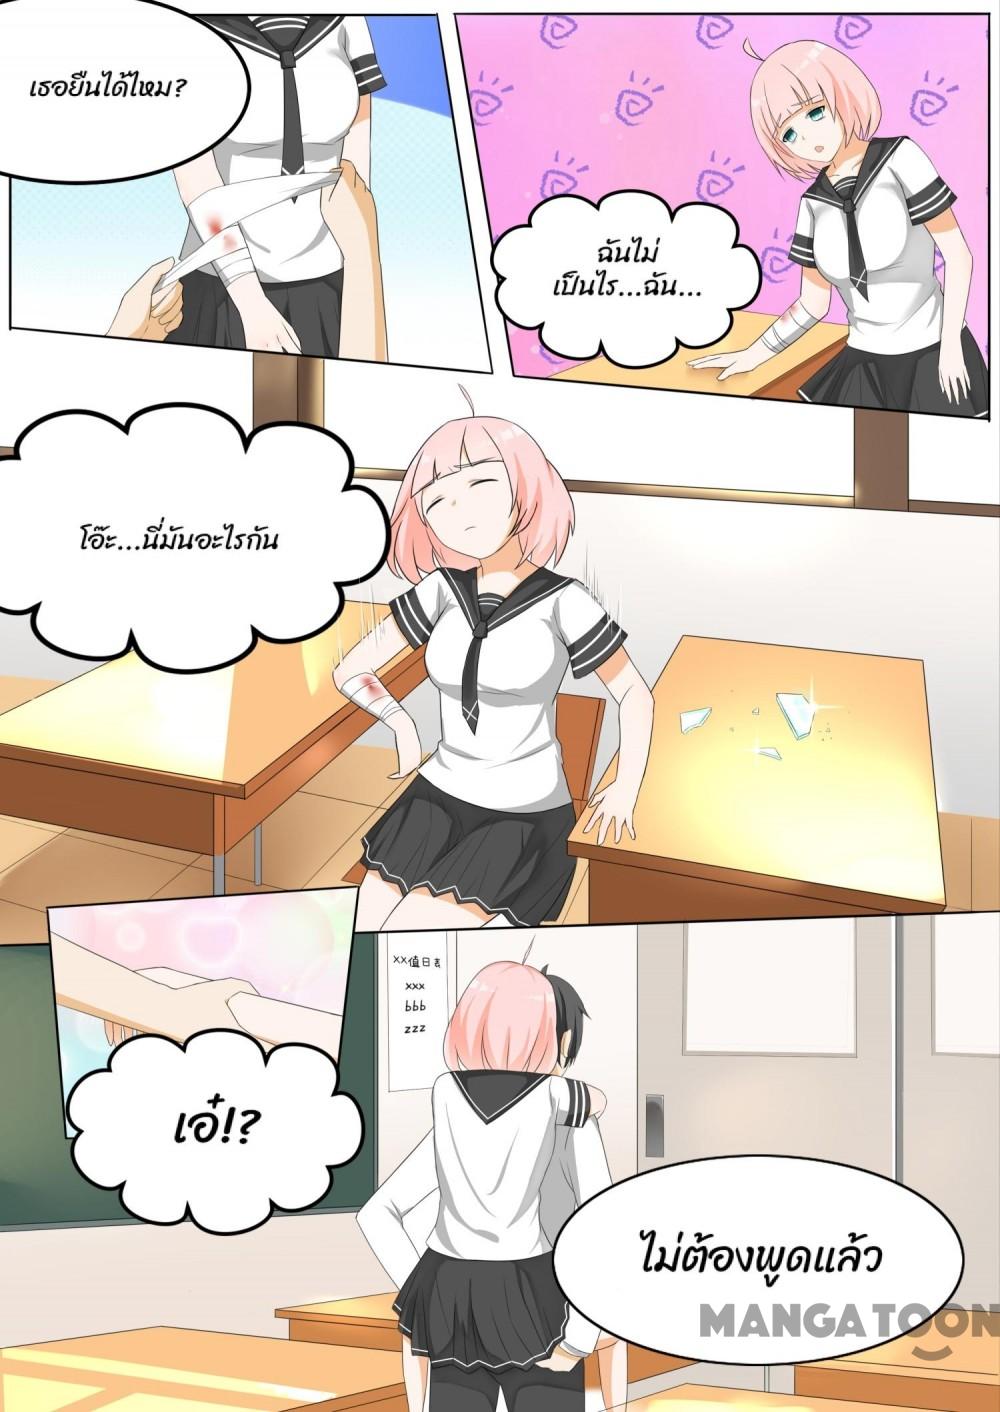 เธอยืนได้ไหม?
ฉันไม่
เป็นไร...ฉัน...
โอ๊ะ...นี่มันอะไรกัน
XX值日表
xxx
bbb
zzz
เอ๋!?
ไม่ต้องพูดแล้ว
MANGATOON